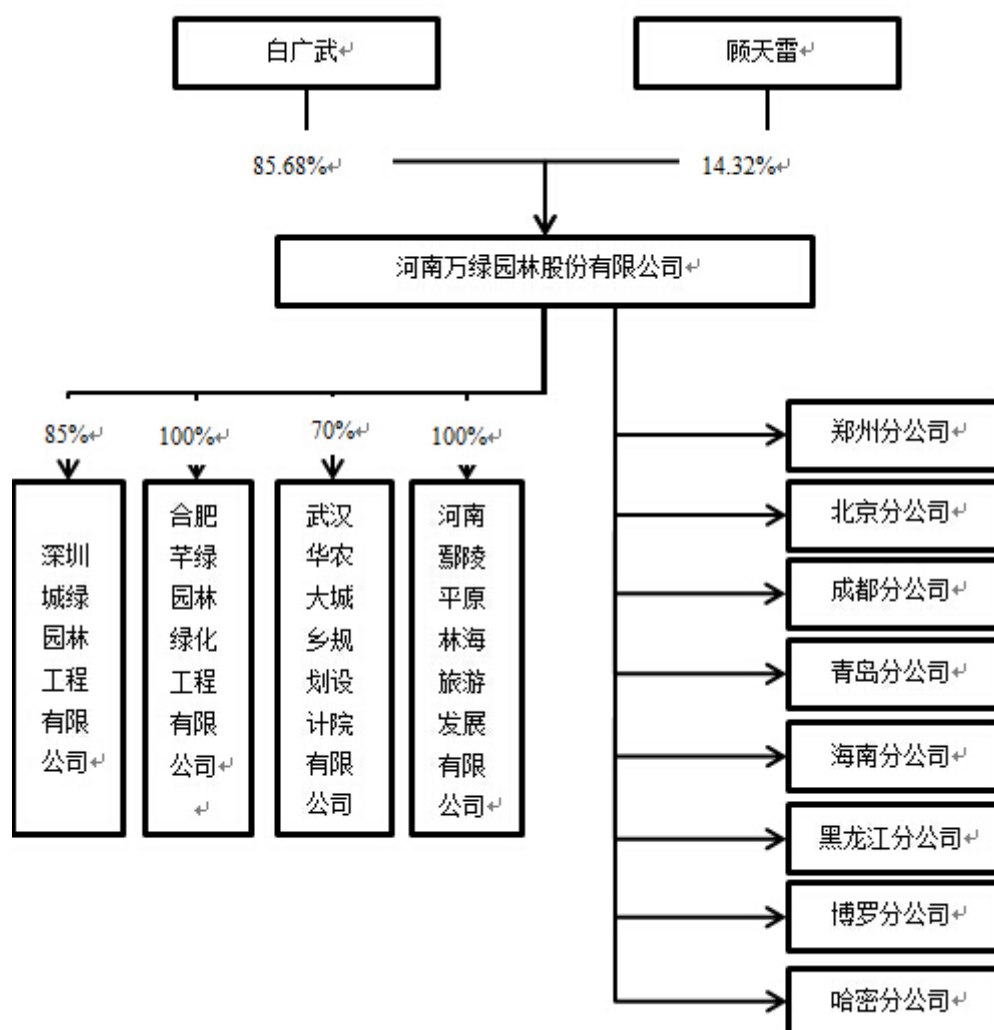 白广武
顾天雷
85.68%
14.32%
河南万绿园林股份有限公司
85%
100%
70%
100%
深圳
城绿
园林
工程
有限
公司
合肥
芊绿
园林
绿化
工程
有限
公司
武汉
华农
大城
乡规
划设
计院
有限
公司
河南
鄢陵
平原
林海
旅游
发展
有限
公司
郑州分公司
北京分公司
成都分公司
青岛分公司
海南分公司
黑龙江分公司
博罗分公司
哈密分公司